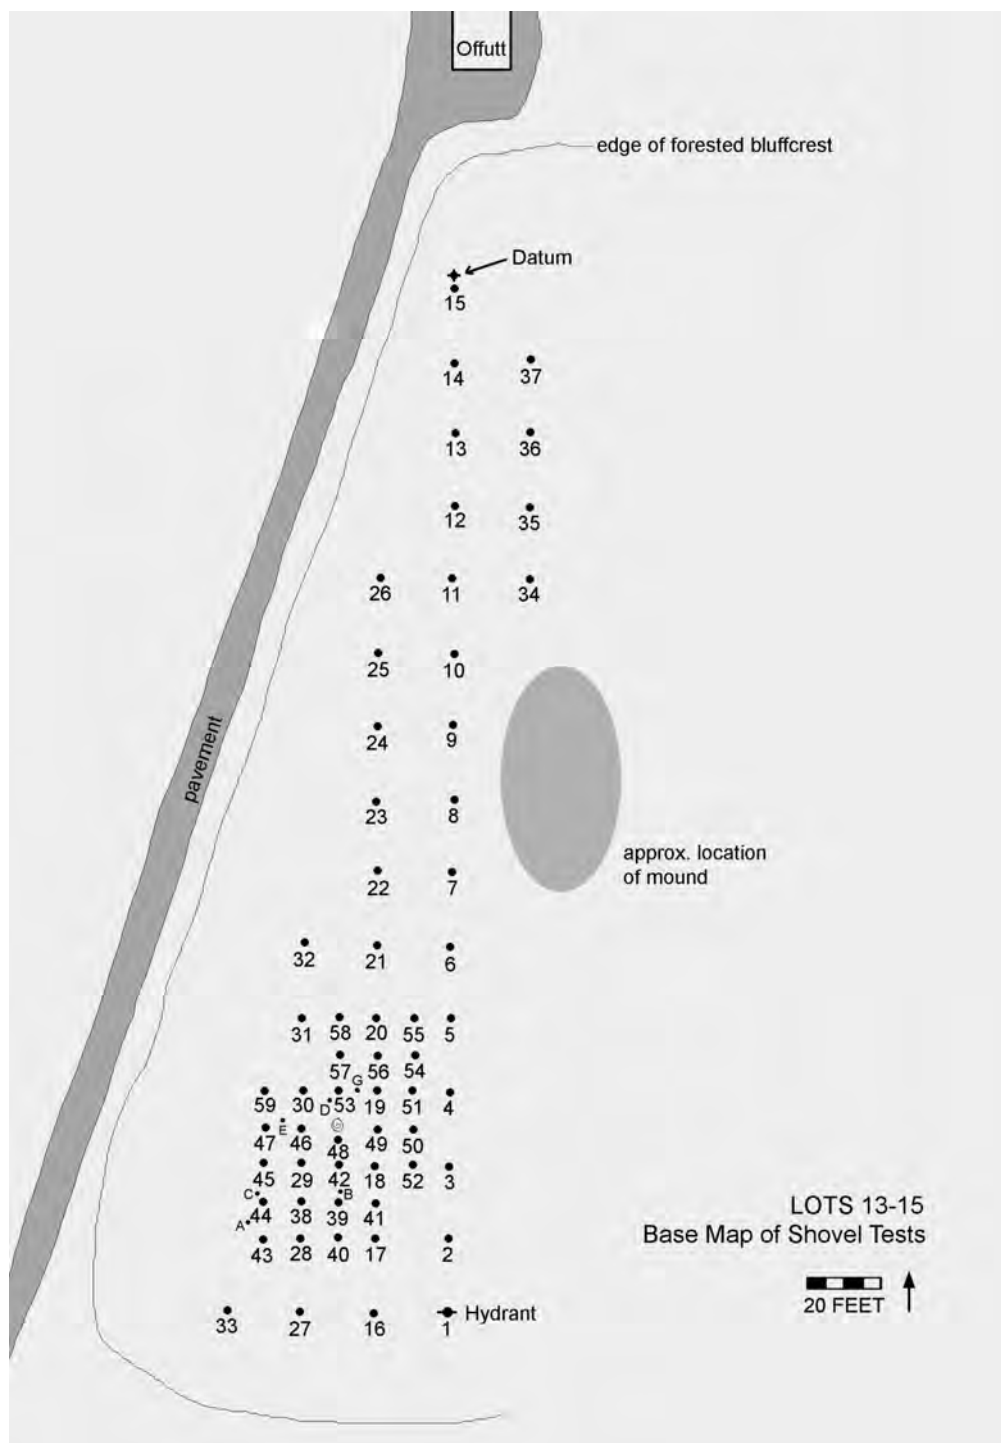 Offutt
edge of forested bluffcrest
Datum
15
14 37
13 36
12 35
26 11 34
25 10
pavement
24 9
23 8
approx. location
of mound
22 7
32 21 6
31 58 20 55 5
57 56 54
G
59 30 D 53 19 51 4
E
47 46 48 49 50
45 29 42 18 52 3
C B
44 38 39 41
A
43 28 40 17 2
LOTS 13-15
Base Map of Shovel Tests
20 FEET
Hydrant
33 27 16 1